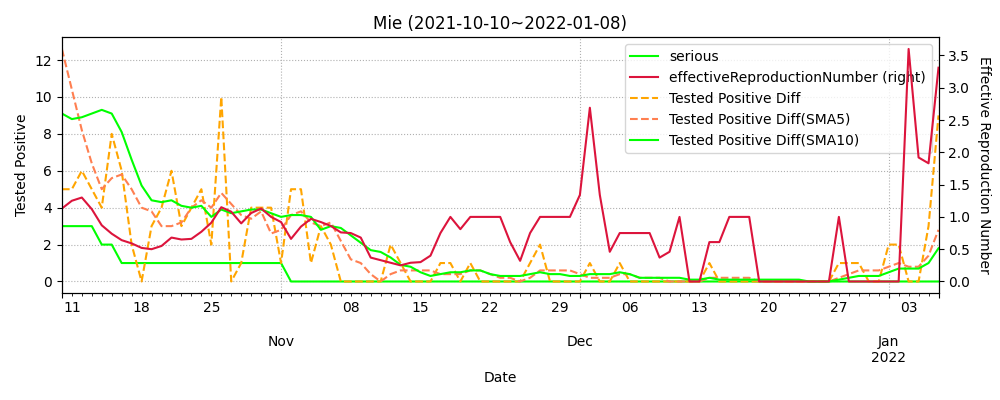 Mie (2021-10-10~2022-01-08)
serious
effectiveReproductionNumber (right)
Tested Positive Diff
Tested Positive Diff(SMA5)
Tested Positive Diff(SMA10)
Tested Positive
12
10
8
6
4
2
0
Effective Reproduction Number
3.5
3.0
2.5
2.0
1.5
1.0
0.5
0.0
11 18 25 08 15 22 29 06 13 20 27 03
Nov Dec Jan
2022
Date